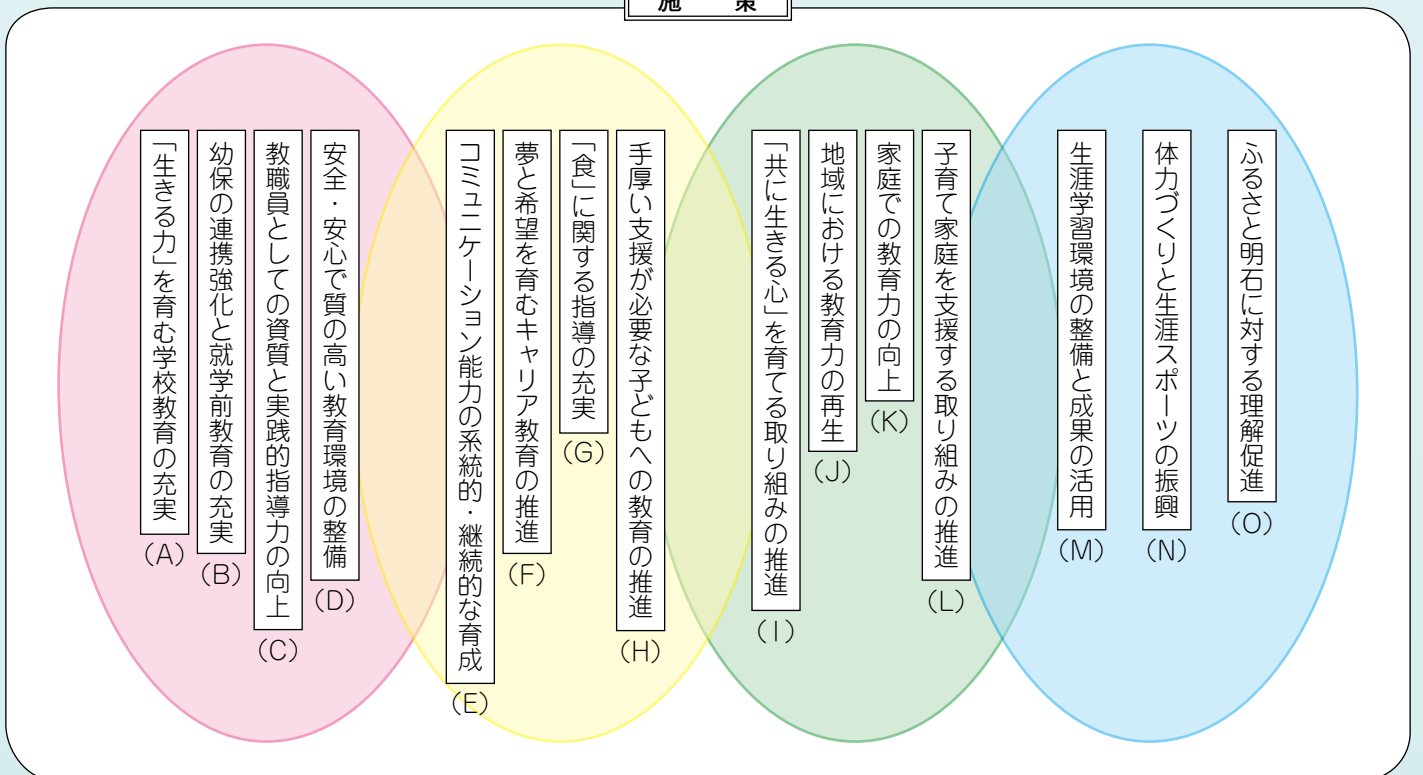 施 策
「生きる力」を育む学校教育の充実
(A)
幼保の連携強化と就学前教育の充実
(B)
教職員としての資質と実践的指導力の向上
(C)
安全・安心で質の高い教育環境の整備
(D)
コミュニケーション能力の系統的・継続的な育成
(E)
夢と希望を育むキャリア教育の推進
(F)
「食」に関する指導の充実
(G)
手厚い支援が必要な子どもへの教育の推進
(H)
「共に生きる心」を育てる取り組みの推進
(I)
地域における教育力の再生
(J)
家庭での教育力の向上
(K)
子育て家庭を支援する取り組みの推進
(L)
生涯学習環境の整備と成果の活用
(M)
体力づくりと生涯スポーツの振興
(N)
ふるさと明石に対する理解促進
(O)